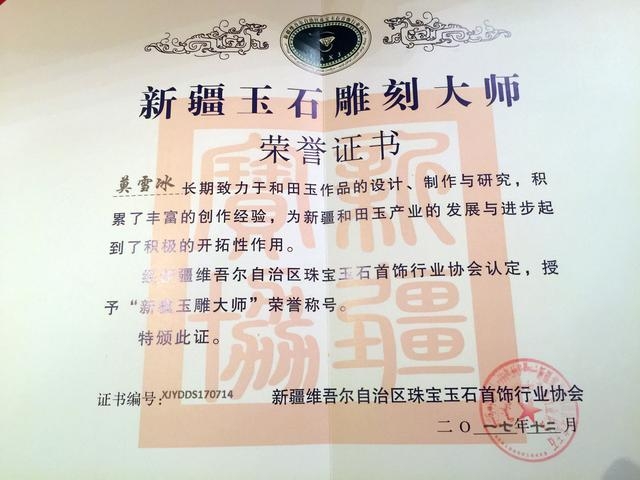 新疆玉石雕刻大师
荣誉证书
莫雪冰 长期致力于和田玉作品的设计、制作与研究，积
累了丰富的创作经验，为新疆和田玉产业的发展与进步起
到了积极的开拓性作用。
经新疆维吾尔自治区珠宝玉石首饰行业协会认定，授
予“新疆玉雕大师”荣誉称号。
特颁此证。
证书编号：XJYDDS170714
新疆维吾尔自治区珠宝玉石首饰行业协会
二〇一七年十二月
新疆
寶協